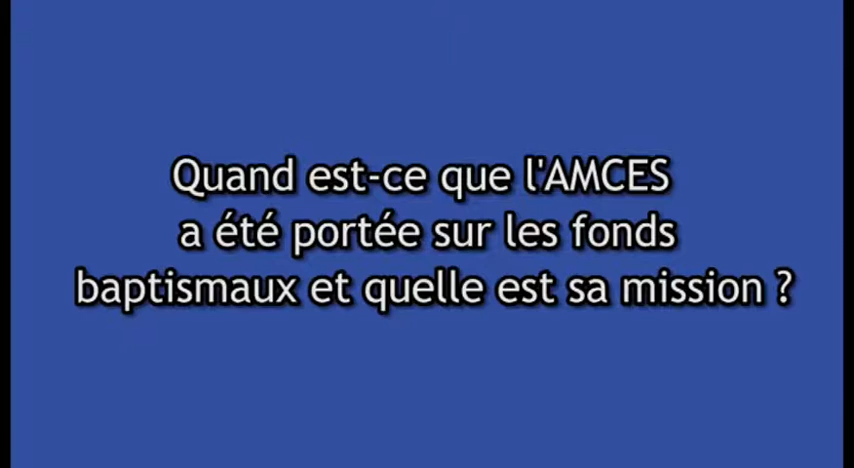 Quand est-ce que l'AMCES
a été portée sur les fonds
baptismaux et quelle est sa mission ?